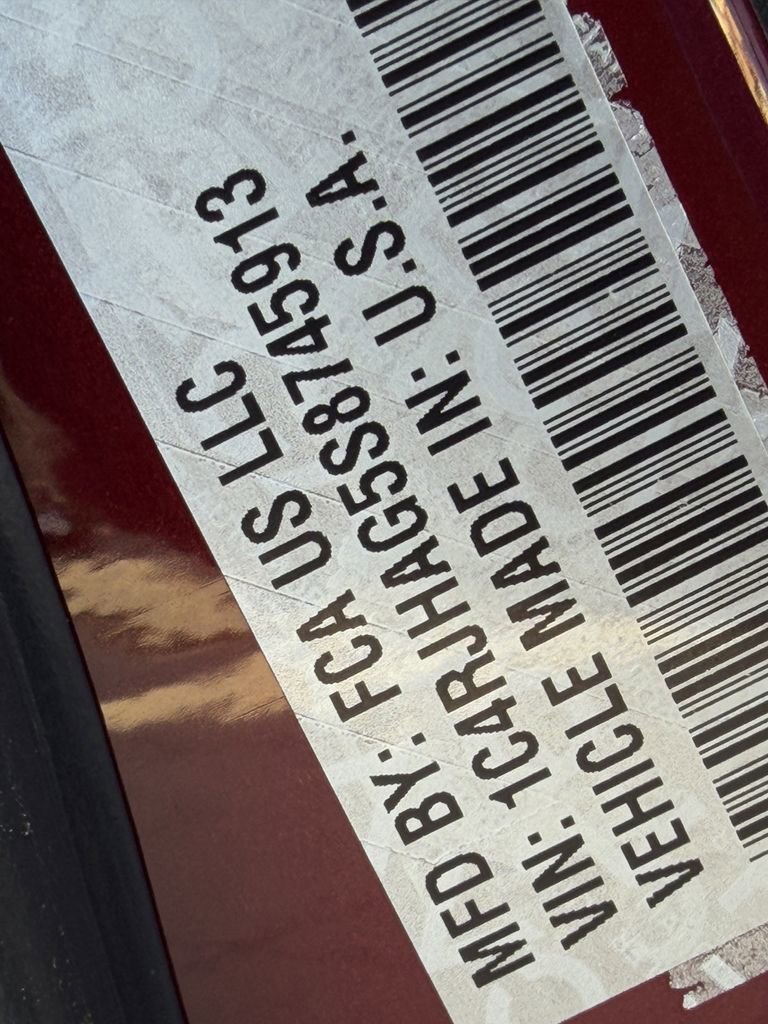 MFD BY: FCA US LLC
VIN: 1C4RJHAG5S8745913
VEHICLE MADE IN: U.S.A.